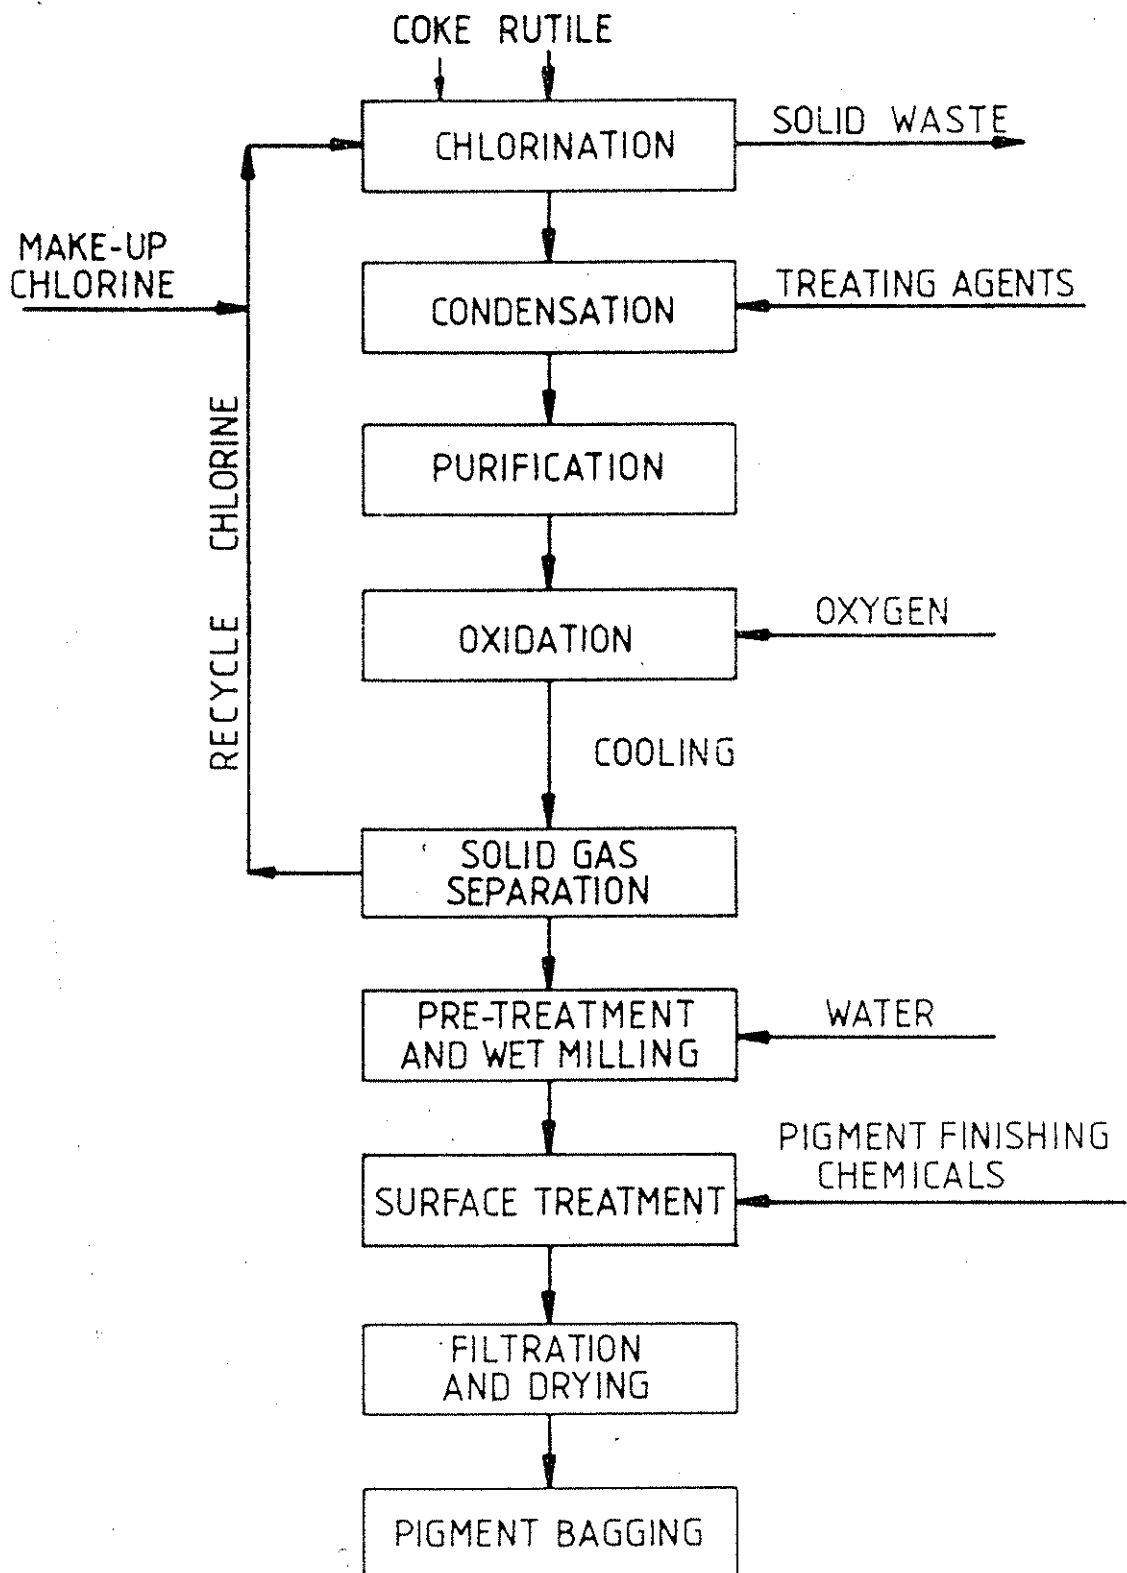 COKE RUTILE
CHLORINATION
SOLID WASTE
MAKE-UP
CHLORINE
CONDENSATION
TREATING AGENTS
RECYCLE CHLORINE
PURIFICATION
OXIDATION
OXYGEN
COOLING
SOLID GAS
SEPARATION
PRE-TREATMENT
AND WET MILLING
WATER
PIGMENT FINISHING
CHEMICALS
SURFACE TREATMENT
FILTRATION
AND DRYING
PIGMENT BAGGING